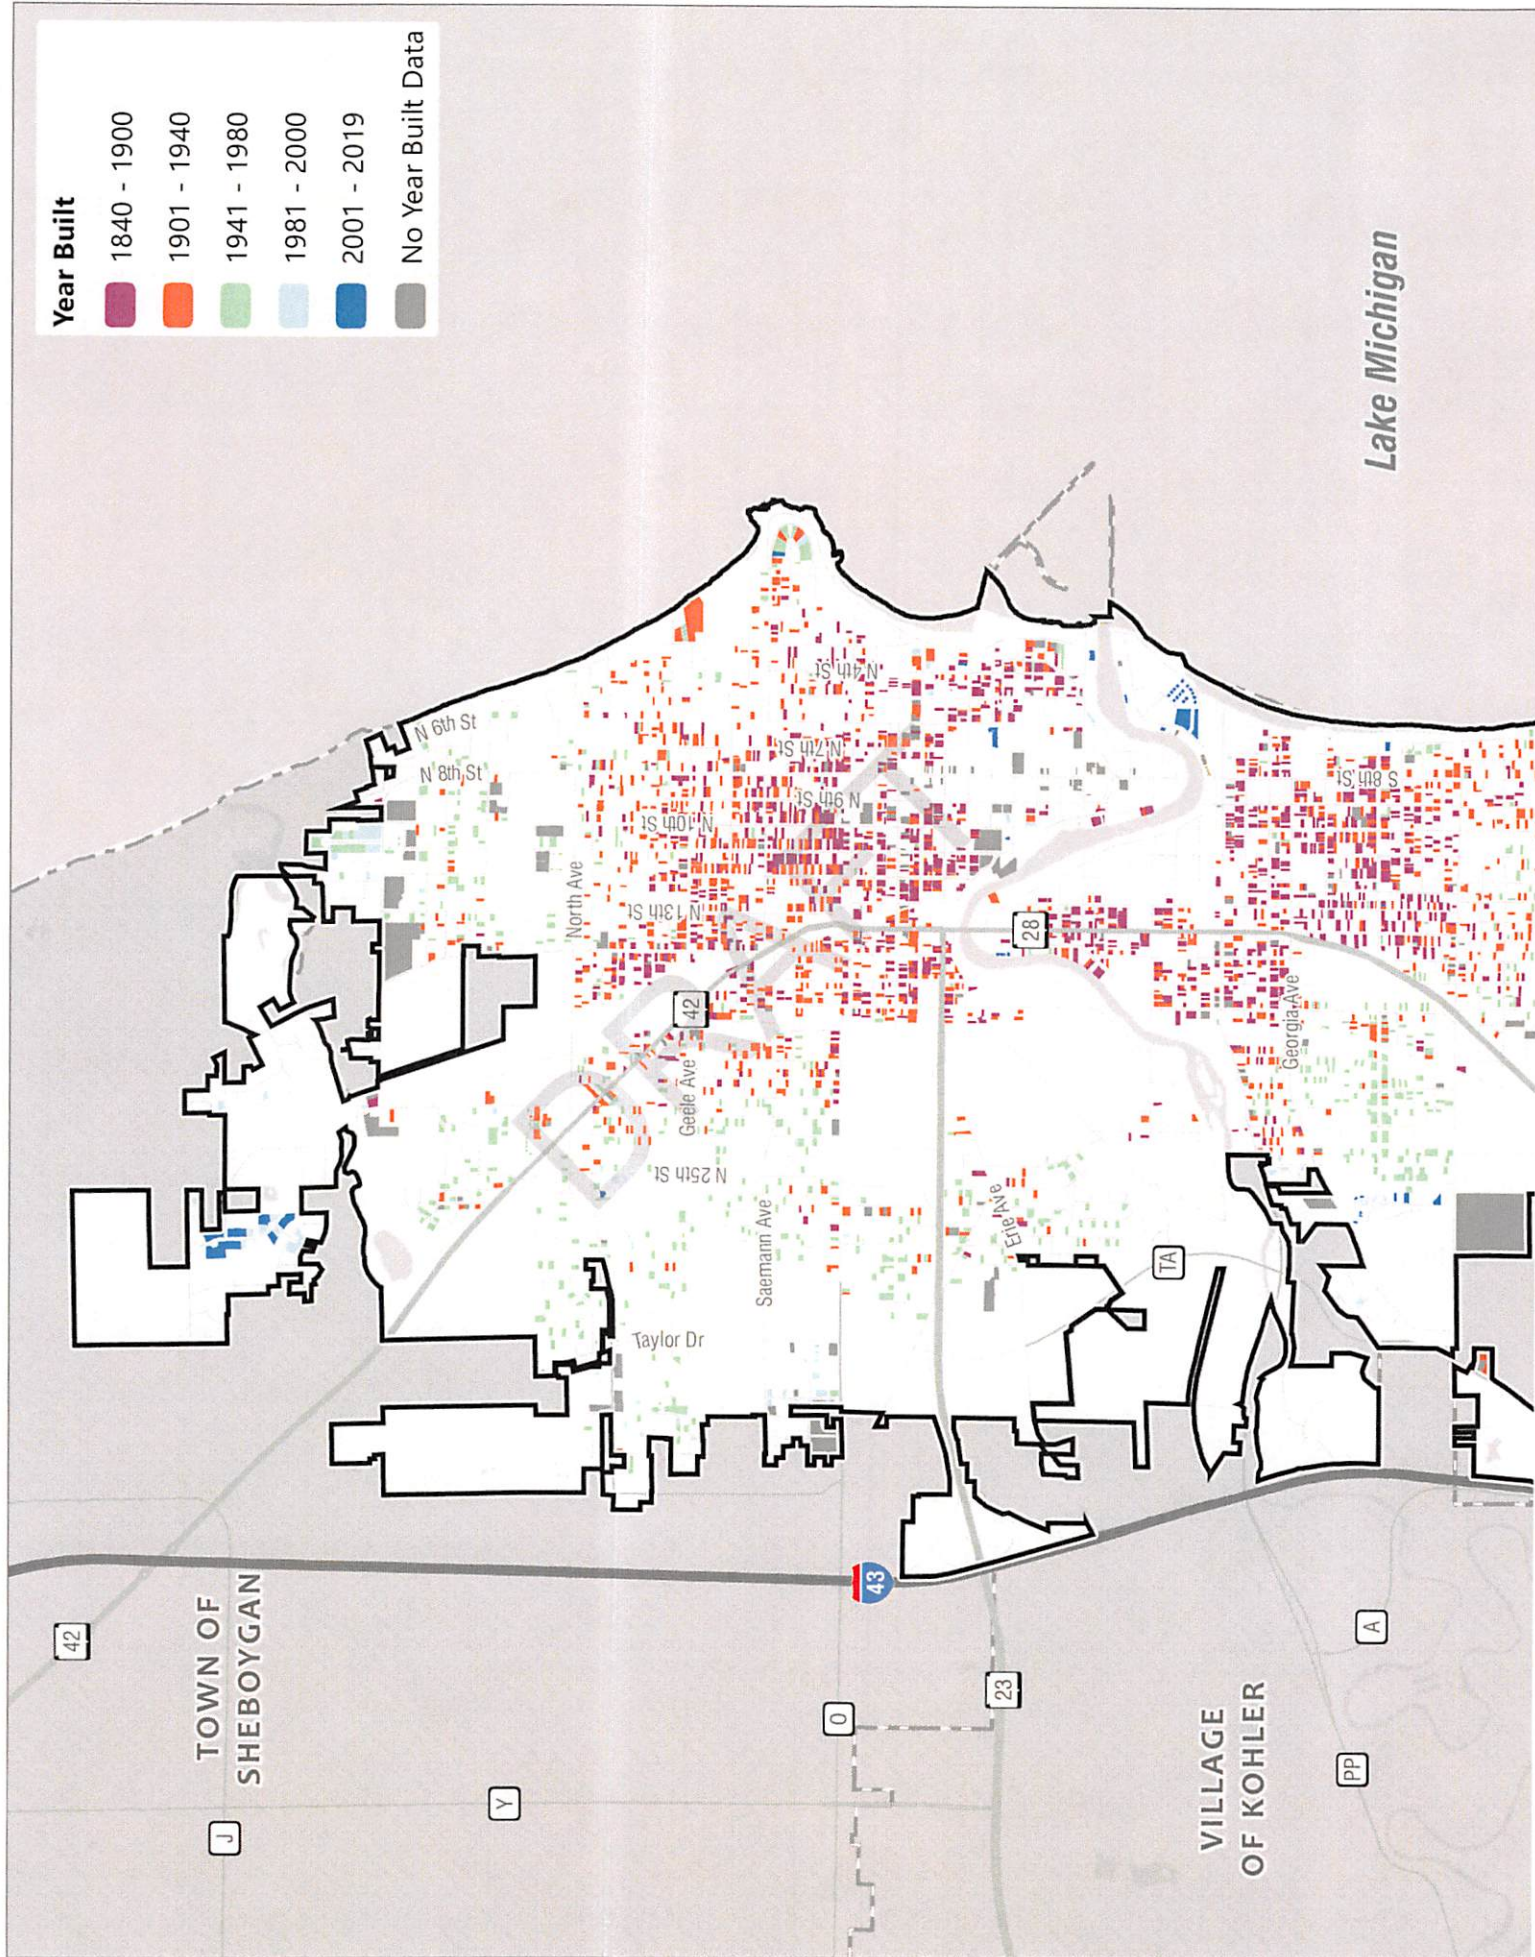 Year Built
1840 - 1900
1901 - 1940
1941 - 1980
1981 - 2000
2001 - 2019
No Year Built Data
42
TOWN OF
SHEBOYGAN
J
Y
O
43
23
VILLAGE
OF KOHLER
A
PP
TA
28
42
Lake Michigan
N 6th St
N 8th St
North Ave
N 4th St
N 7th St
N 9th St
N 10th St
N 13th St
Geele Ave
N 25th St
Saemann Ave
Taylor Dr
Erie Ave
Georgia Ave
S 8th St
DRAFT